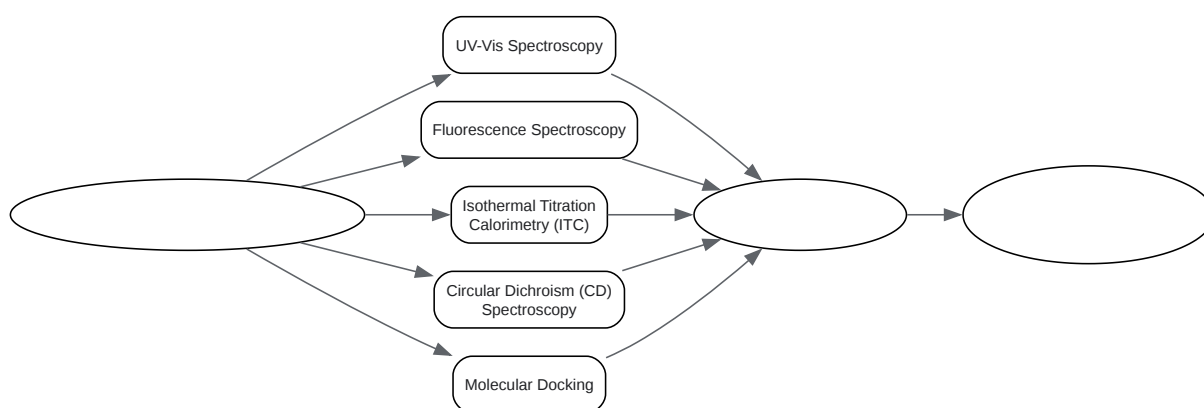 UV-Vis Spectroscopy
Fluorescence Spectroscopy
Isothermal Titration
Calorimetry (ITC)
Circular Dichroism (CD)
Spectroscopy
Molecular Docking